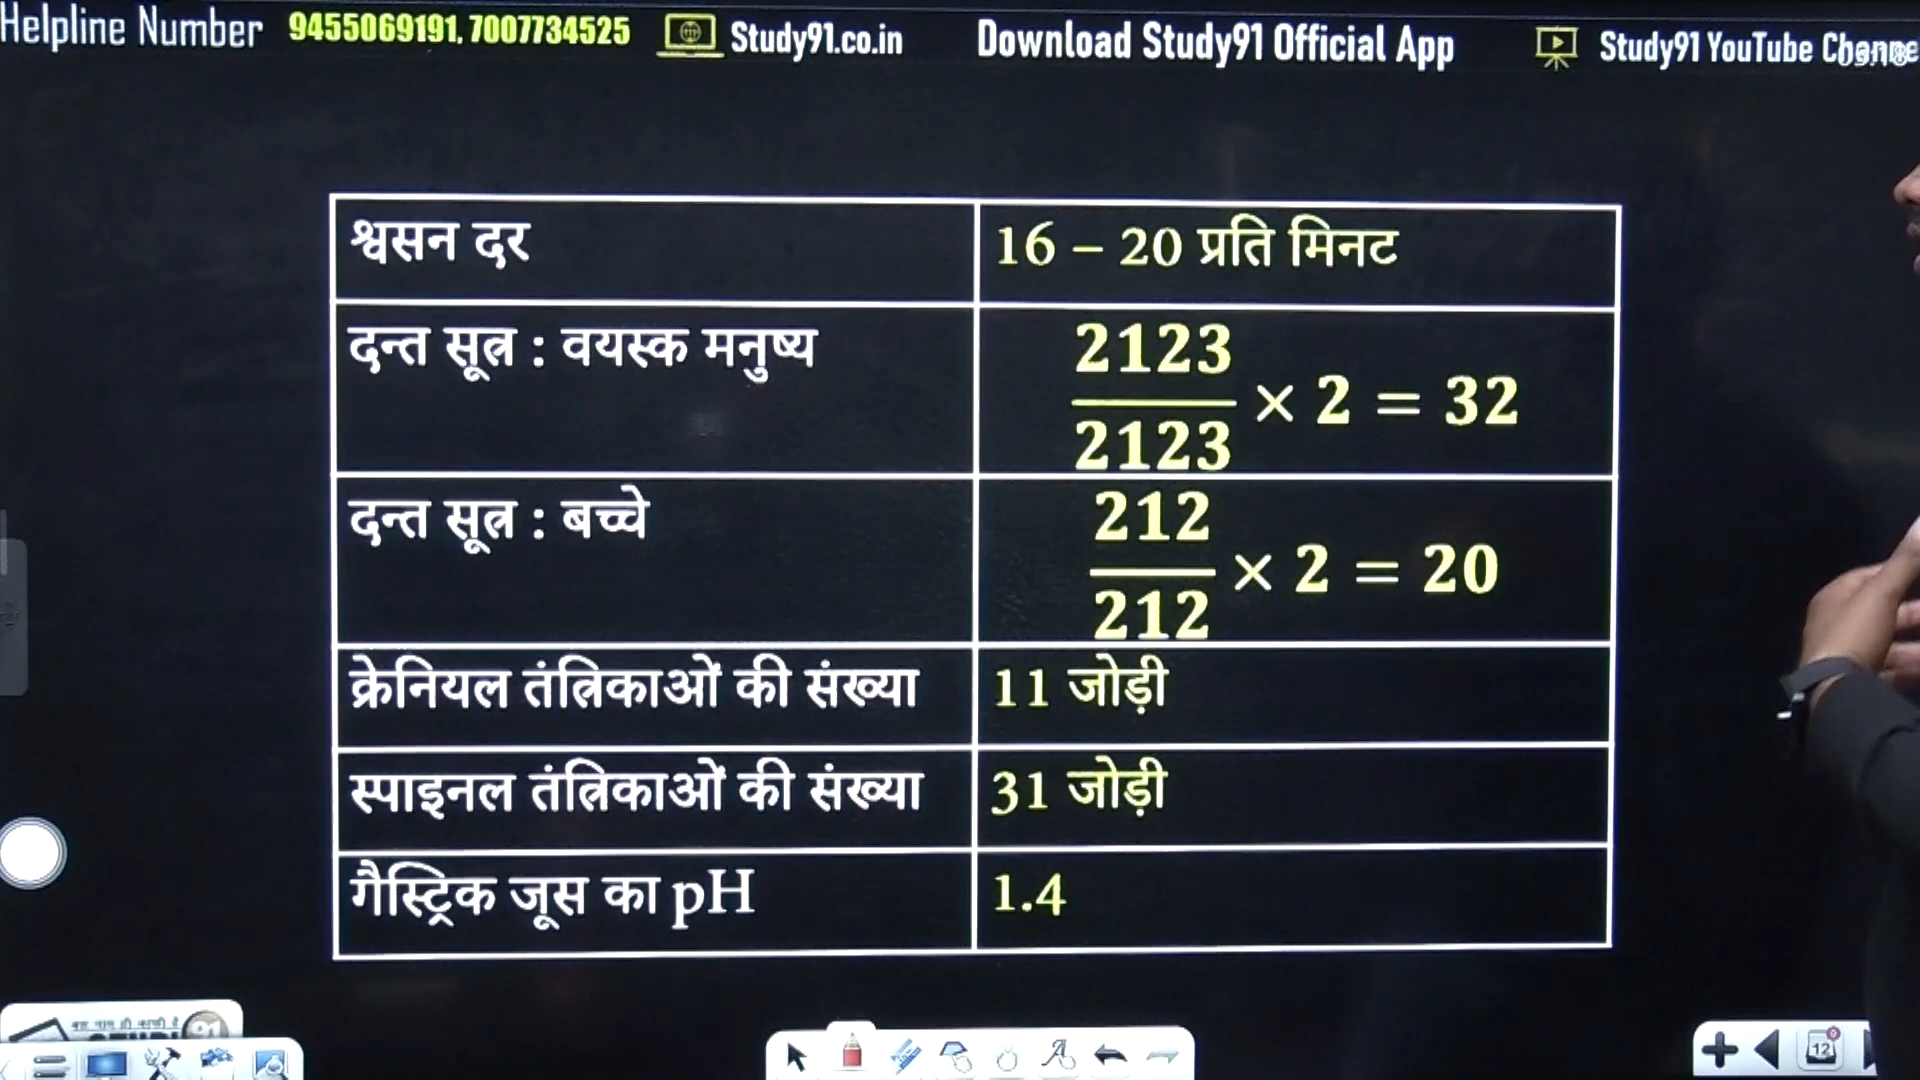 Helpline Number 9455069191, 7007734525 Study91.co.in Download Study91 Official App Study91 YouTube Channe
श्वसन दर 16 – 20 प्रति मिनट
दन्त सूत्र : वयस्क मनुष्य 2123/2123 × 2 = 32
दन्त सूत्र : बच्चे 212/212 × 2 = 20
क्रेनियल तंत्रिकाओं की संख्या 11 जोड़ी
स्पाइनल तंत्रिकाओं की संख्या 31 जोड़ी
गैस्ट्रिक जूस का pH 1.4
12